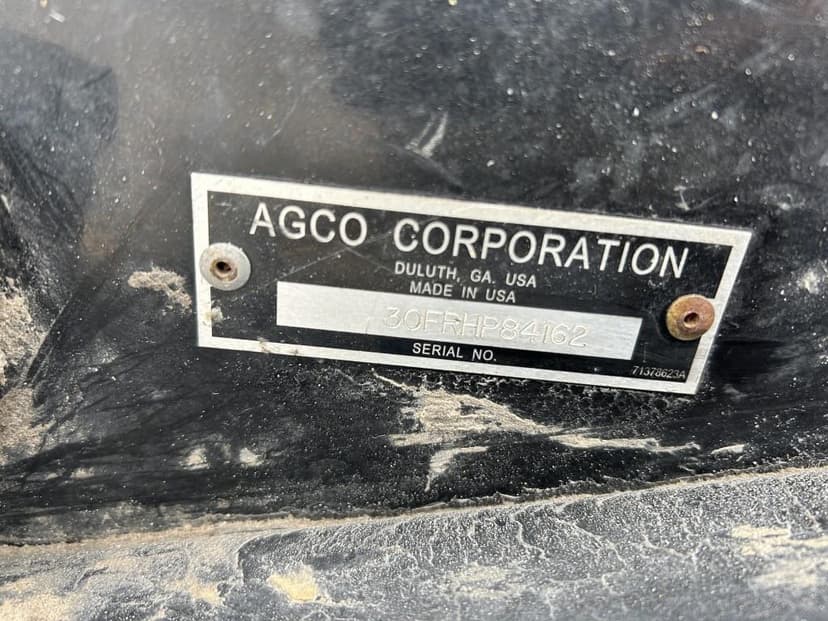 AGCO CORPORATION
DULUTH, GA. USA
MADE IN USA
30FRHP84162
SERIAL NO.
71378623A